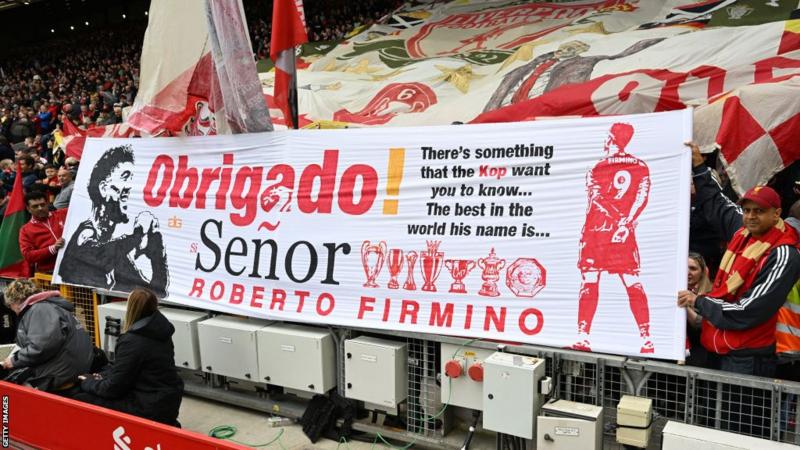 Obrigado!
Sí Señor
ROBERTO FIRMINO
There's something
that the Kop want
you to know...
The best in the
world his name is...
9
GETTY IMAGES